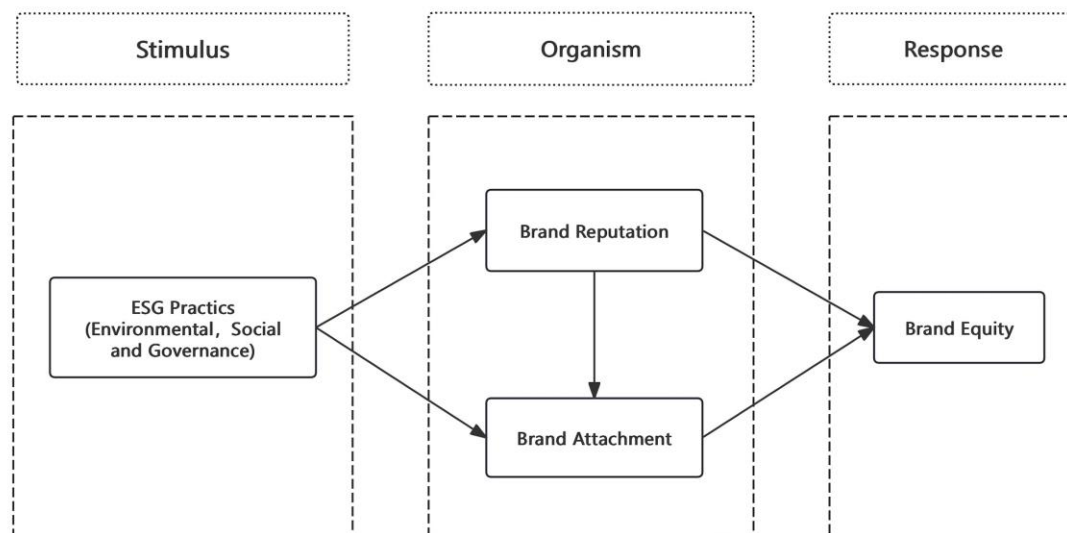 Stimulus
Organism
Response
Brand Reputation
ESG Practics
(Environmental，Social
and Governance)
Brand Equity
Brand Attachment